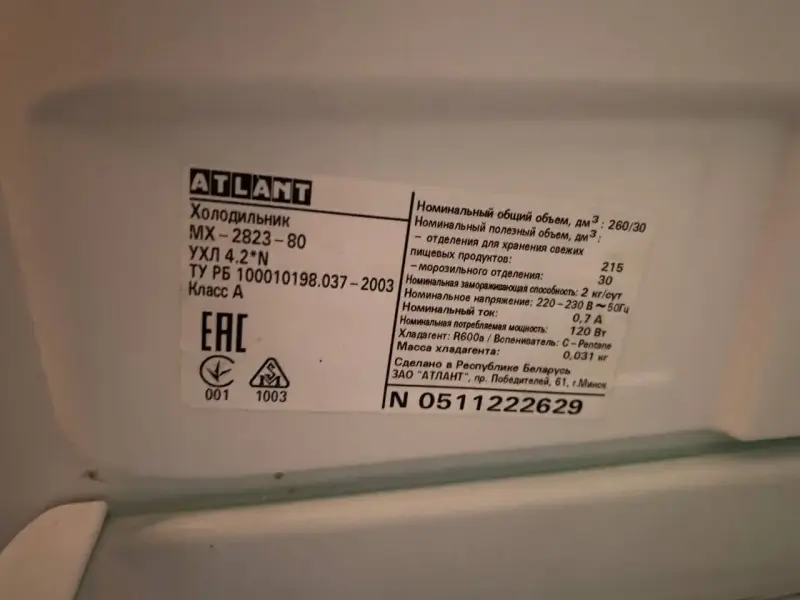 ATLANT
Холодильник
МХ-2823-80
УХЛ 4.2*N
ТУ РБ 100010198.037-2003
Класс А
EAC
001
1003
Номинальный общий объем, дм³: 260/30
Номинальный полезный объем, дм³:
- отделения для хранения свежих
пищевых продуктов: 215
- морозильного отделения: 30
Номинальная замораживающая способность: 2 кг/сут
Номинальное напряжение: 220-230 В ~ 50Гц
Номинальный ток: 0,7 А
Номинальная потребляемая мощность: 120 Вт
Хладагент: R600a / Вспениватель: C-Pentane
Масса хладагента: 0,031 кг
Сделано в Республике Беларусь
ЗАО "АТЛАНТ", пр. Победителей, 61, г.Минск
N 0511222629